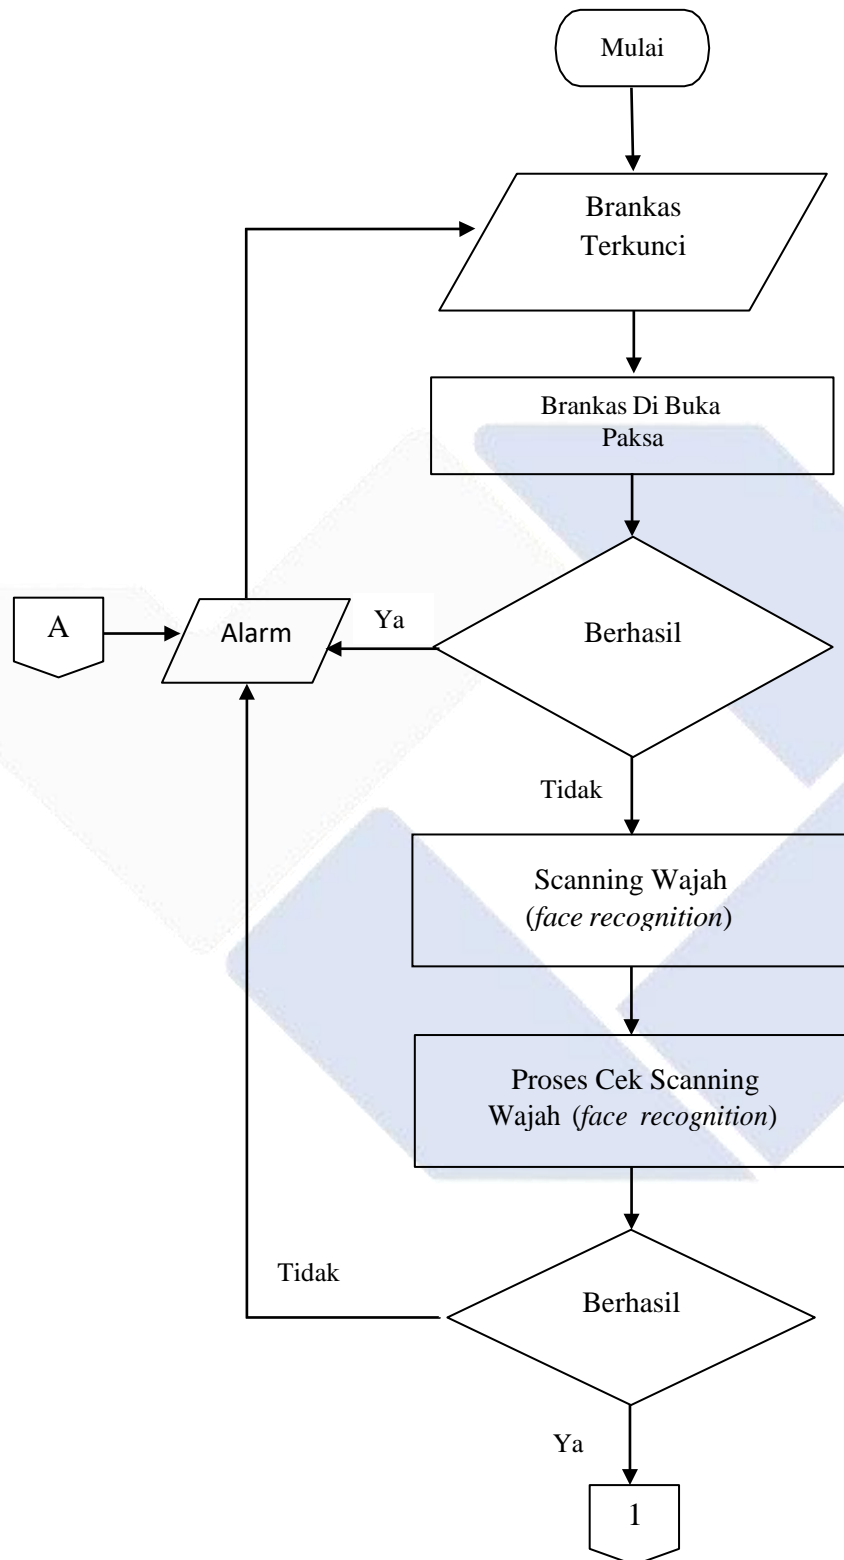 Mulai
Brankas
Terkunci
Brankas Di Buka
Paksa
A
Alarm
Ya
Berhasil
Tidak
Scanning Wajah
(face recognition)
Proses Cek Scanning
Wajah (face recognition)
Tidak
Berhasil
Ya
1